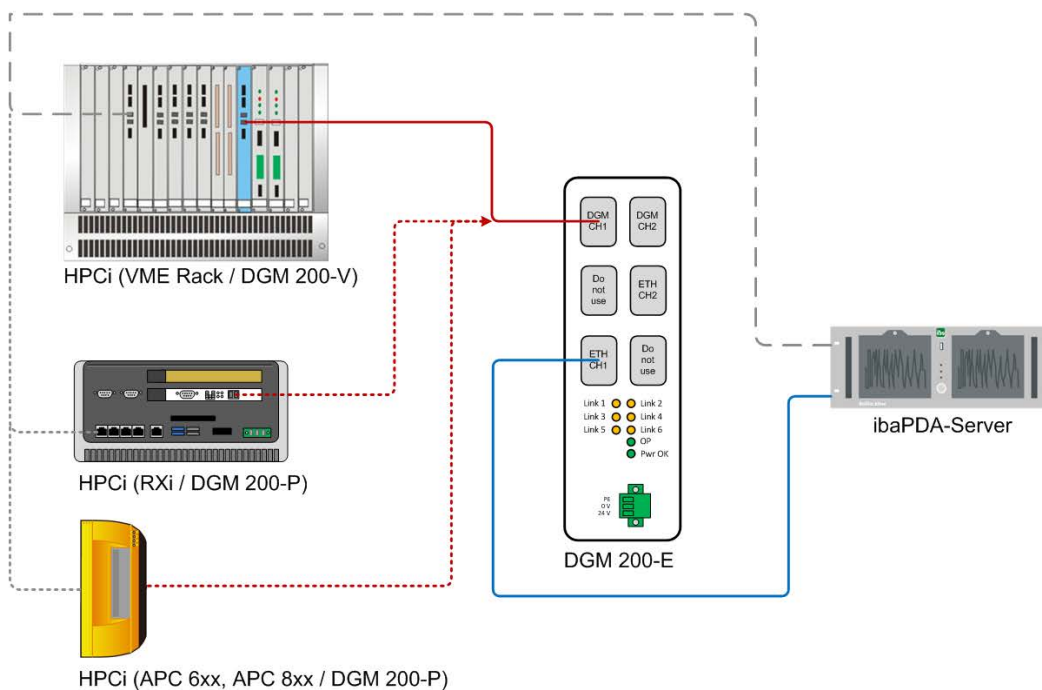 HPCi (VME Rack / DGM 200-V)
DGM
CH1
DGM
CH2
Do
not
use
ETH
CH2
ETH
CH1
Do
not
use
Link 1
Link 2
Link 3
Link 4
Link 5
Link 6
OP
Pwr OK
PE
0 V
24 V
DGM 200-E
ibaPDA-Server
HPCi (RXi / DGM 200-P)
HPCi (APC 6xx, APC 8xx / DGM 200-P)